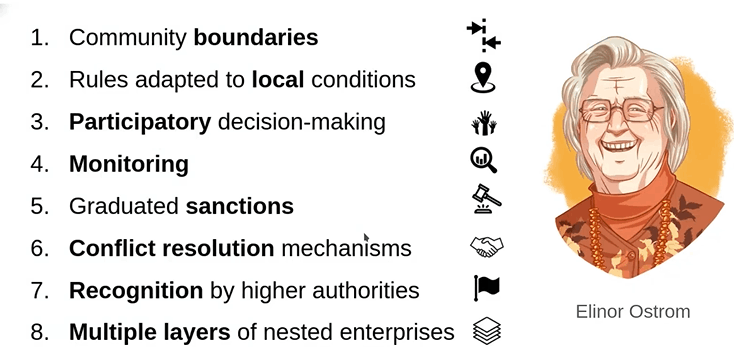 1. Community boundaries
2. Rules adapted to local conditions
3. Participatory decision-making
4. Monitoring
5. Graduated sanctions
6. Conflict resolution mechanisms
7. Recognition by higher authorities
8. Multiple layers of nested enterprises
Elinor Ostrom